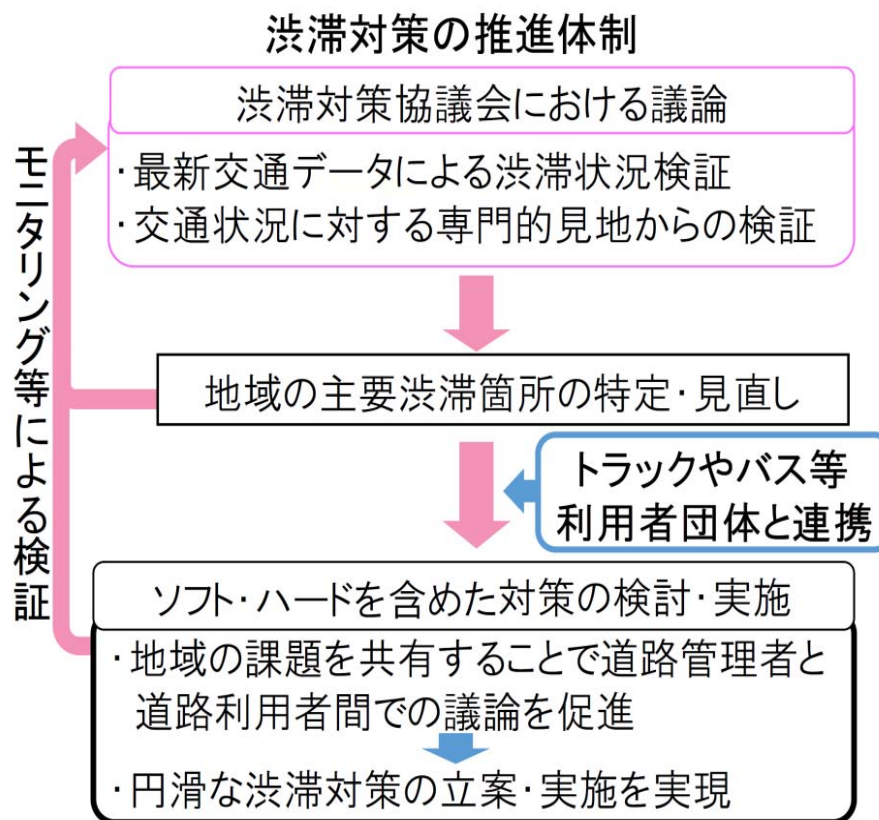 渋滞対策の推進体制
渋滞対策協議会における議論
・最新交通データによる渋滞状況検証
・交通状況に対する専門的見地からの検証
モニタリング等による検証
地域の主要渋滞箇所の特定・見直し
トラックやバス等
利用者団体と連携
ソフト・ハードを含めた対策の検討・実施
・地域の課題を共有することで道路管理者と
道路利用者間での議論を促進
・円滑な渋滞対策の立案・実施を実現